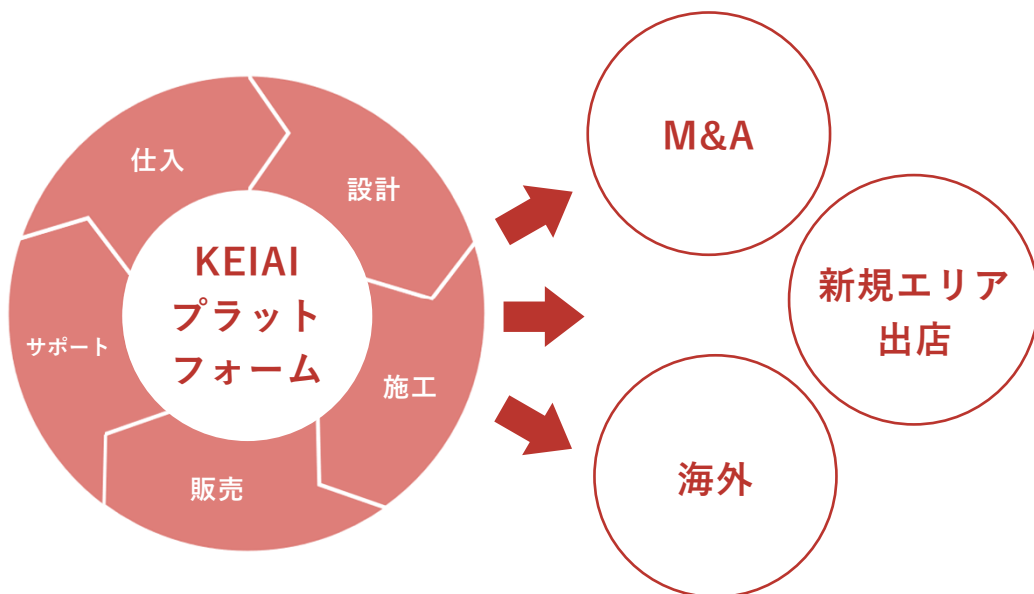 仕入
設計
施工
販売
サポート
KEIAI
プラット
フォーム
M&A
新規エリア
出店
海外